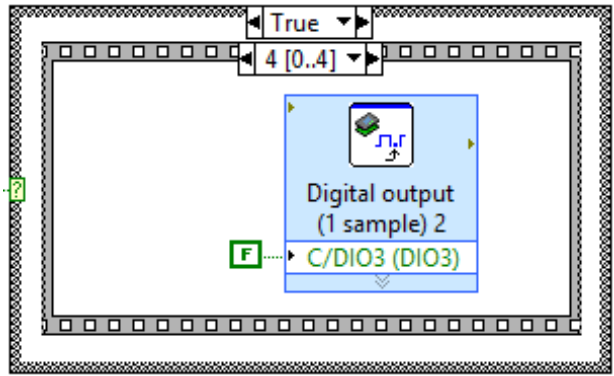 True
4 [0..4]
Digital output
(1 sample) 2
?
F
C/DIO3 (DIO3)